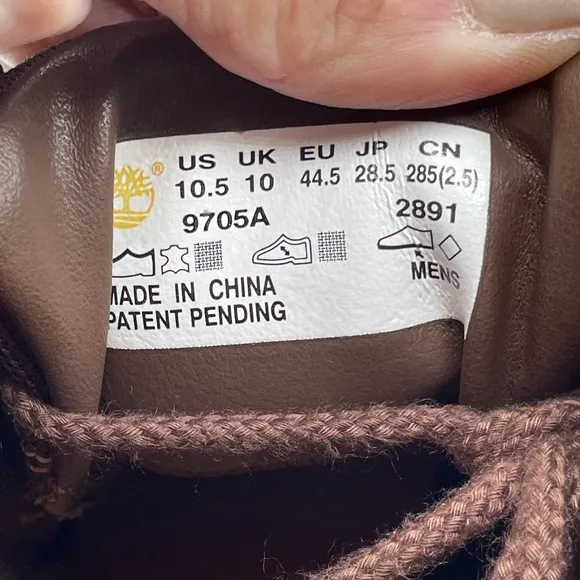 ® US UK EU JP CN
10.5 10 44.5 28.5 285(2.5)
9705A 2891
MENS
MADE IN CHINA
PATENT PENDING